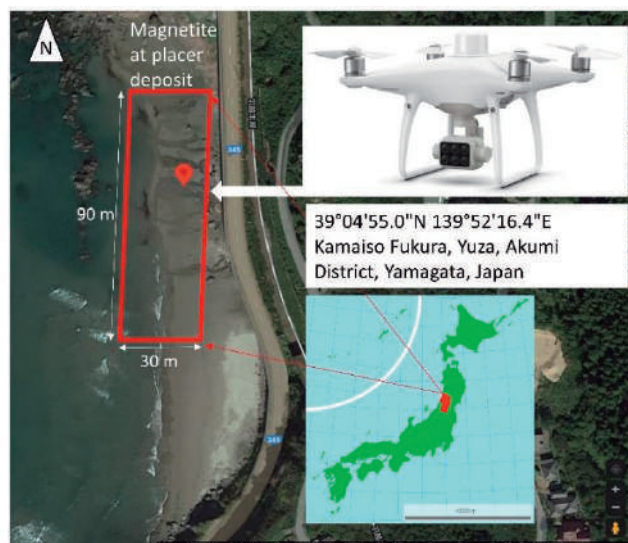 N
Magnetite
at placer
deposit
345
90 m
39°04'55.0"N 139°52'16.4"E
Kamaiso Fukura, Yuza, Akumi
District, Yamagata, Japan
30 m
345